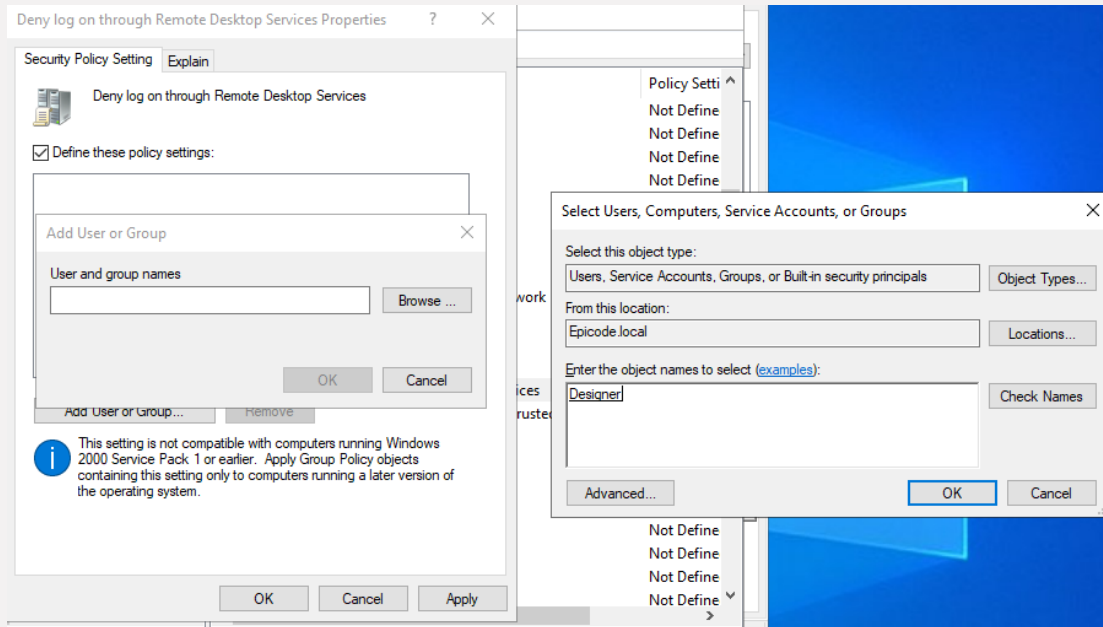 Deny log on through Remote Desktop Services Properties
?
Security Policy Setting
Explain
Deny log on through Remote Desktop Services
Define these policy settings:
Add User or Group
User and group names
Browse ...
OK
Cancel
Add User or Group...
Remove
This setting is not compatible with computers running Windows
2000 Service Pack 1 or earlier. Apply Group Policy objects
containing this setting only to computers running a later version of
the operating system.
OK
Cancel
Apply
Policy Setti
Not Define
Not Define
Not Define
Not Define
work
ices
Not Define
Not Define
Not Define
Not Define
Select Users, Computers, Service Accounts, or Groups
Select this object type:
Users, Service Accounts, Groups, or Built-in security principals
Object Types...
From this location:
Epicode.local
Locations...
Enter the object names to select (examples):
Designer
Check Names
Advanced...
OK
Cancel